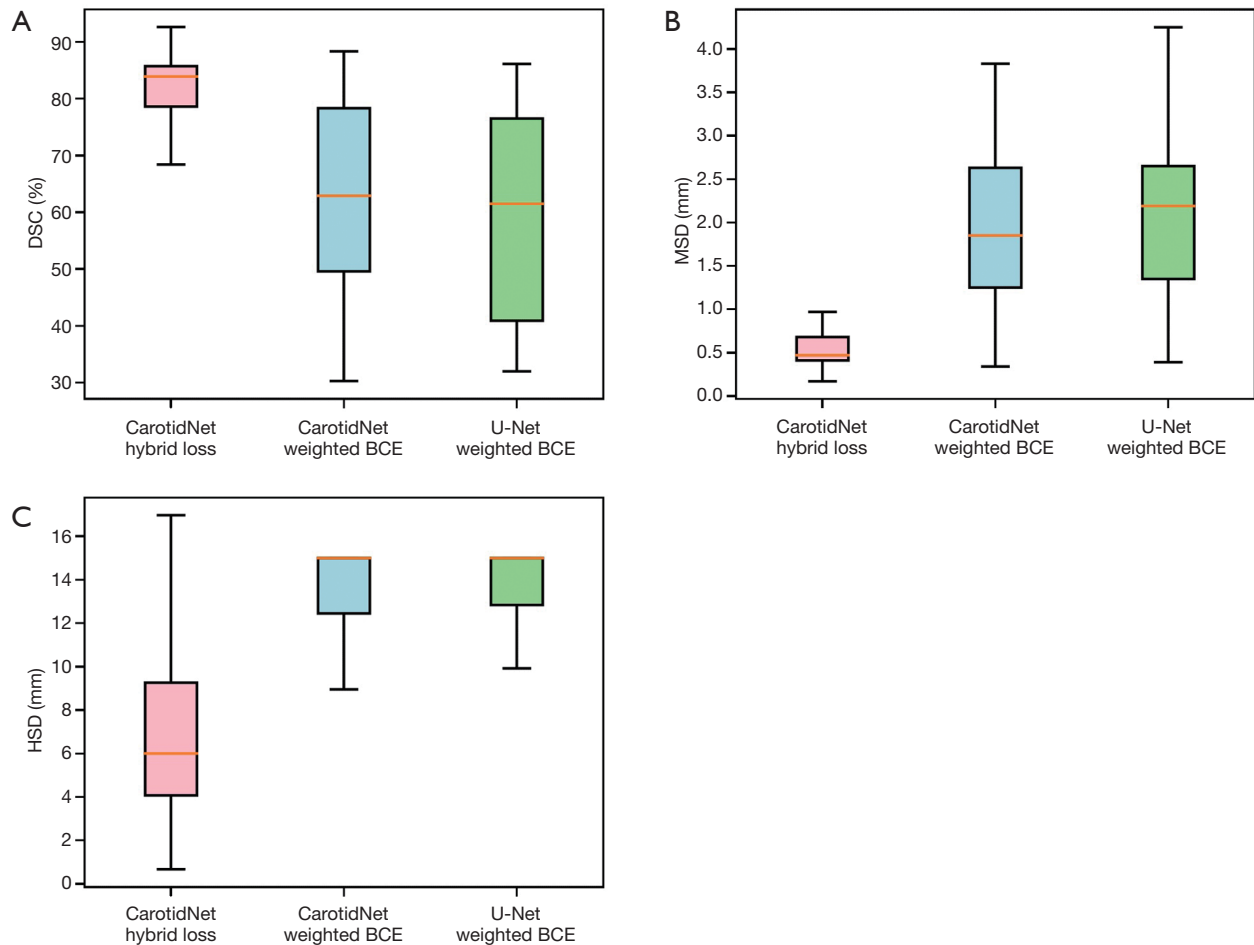 A
90
80
70
60
50
40
30
DSC (%)
CarotidNet
hybrid loss
CarotidNet
weighted BCE
U-Net
weighted BCE
B
4.0
3.5
3.0
2.5
2.0
1.5
1.0
0.5
0.0
MSD (mm)
CarotidNet
hybrid loss
CarotidNet
weighted BCE
U-Net
weighted BCE
C
16
14
12
10
8
6
4
2
0
HSD (mm)
CarotidNet
hybrid loss
CarotidNet
weighted BCE
U-Net
weighted BCE